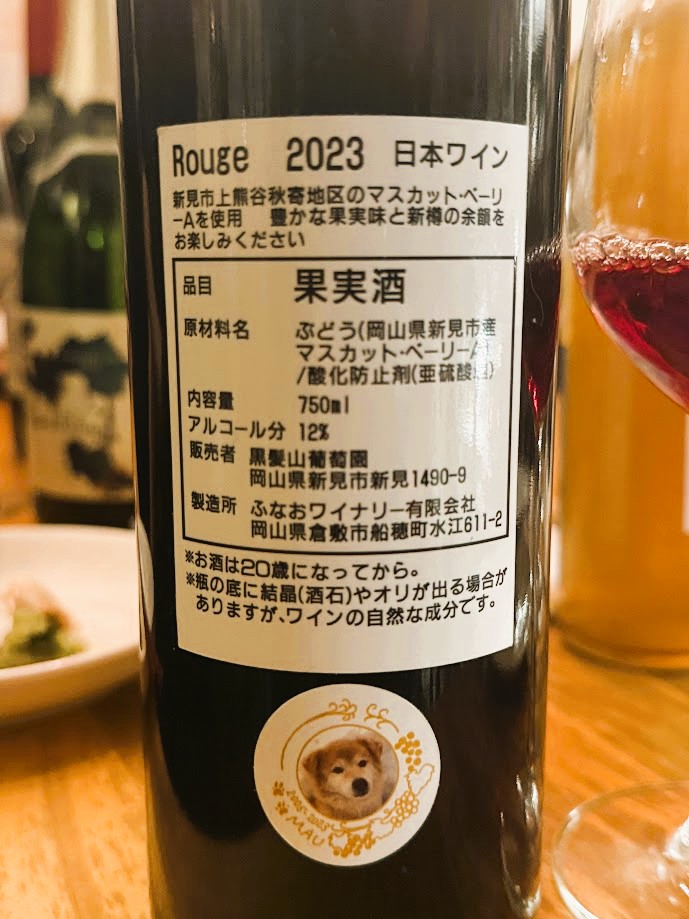 Rouge 2023 日本ワイン
新見市上熊谷秋寄地区のマスカット・ベーリ
ーAを使用 豊かな果実味と新樽の余韻を
お楽しみください
品目 果実酒
原材料名 ぶどう(岡山県新見市産
マスカット・ベーリーA)
/酸化防止剤(亜硫酸塩)
内容量 750ml
アルコール分 12%
販売者 黒髪山葡萄園
岡山県新見市新見1490-9
製造所 ふなおワイナリー有限会社
岡山県倉敷市船穂町水江611-2
※お酒は20歳になってから。
※瓶の底に結晶(酒石)やオリが出る場合が
ありますが、ワインの自然な成分です。
MAU